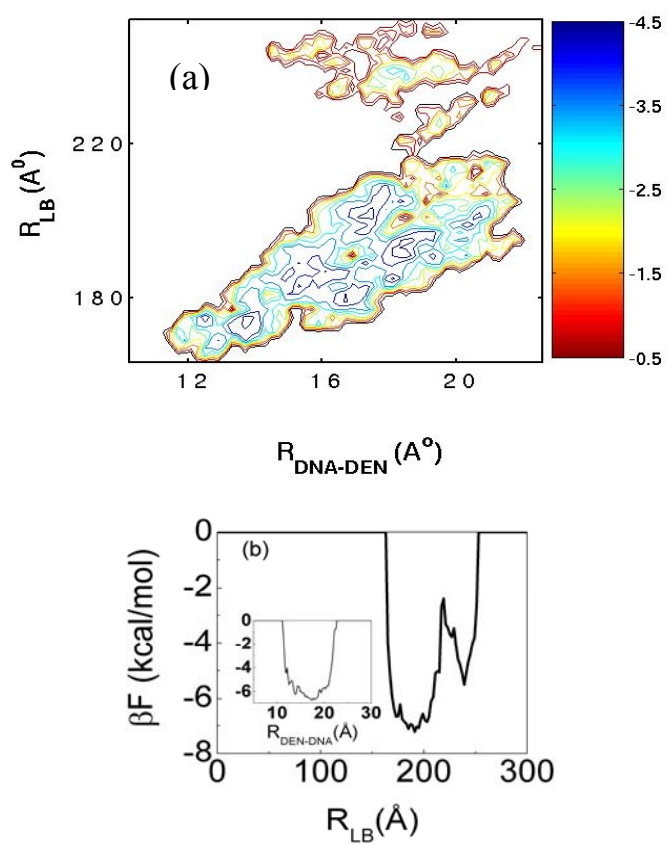 (a)
-4.5
-3.5
-2.5
-1.5
-0.5
220
180
R_LB (A⁰)
12 16 20
R_DNA-DEN (Aᵒ)
(b)
0
-2
-4
-6
-8
βF (kcal/mol)
0
-2
-4
-6
10 20 30
R_DEN-DNA(Å)
0 100 200 300
R_LB(Å)